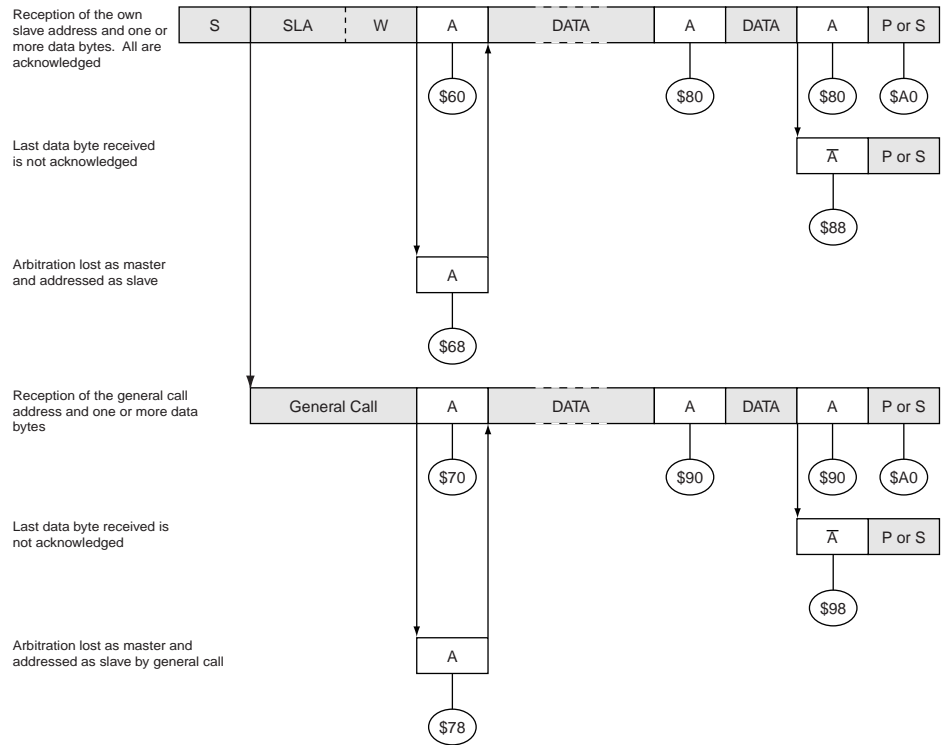 Reception of the own
slave address and one or
more data bytes.  All are
acknowledged
S SLA W A DATA A DATA A P or S
$60 $80 $80 $A0
Last data byte received
is not acknowledged
A̅ P or S
$88
Arbitration lost as master
and addressed as slave
A
$68
Reception of the general call
address and one or more data
bytes
General Call A DATA A DATA A P or S
$70 $90 $90 $A0
Last data byte received is
not acknowledged
A̅ P or S
$98
Arbitration lost as master and
addressed as slave by general call
A
$78